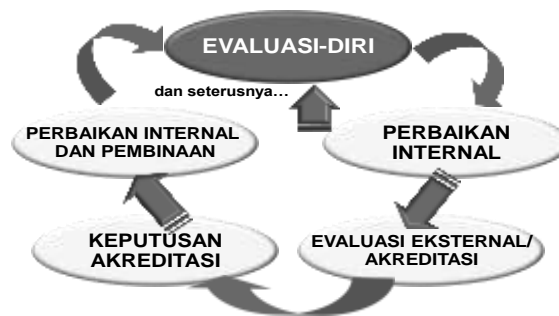 EVALUASI-DIRI
dan seterusnya…
PERBAIKAN INTERNAL
DAN PEMBINAAN
PERBAIKAN
INTERNAL
KEPUTUSAN
AKREDITASI
EVALUASI EKSTERNAL/
AKREDITASI